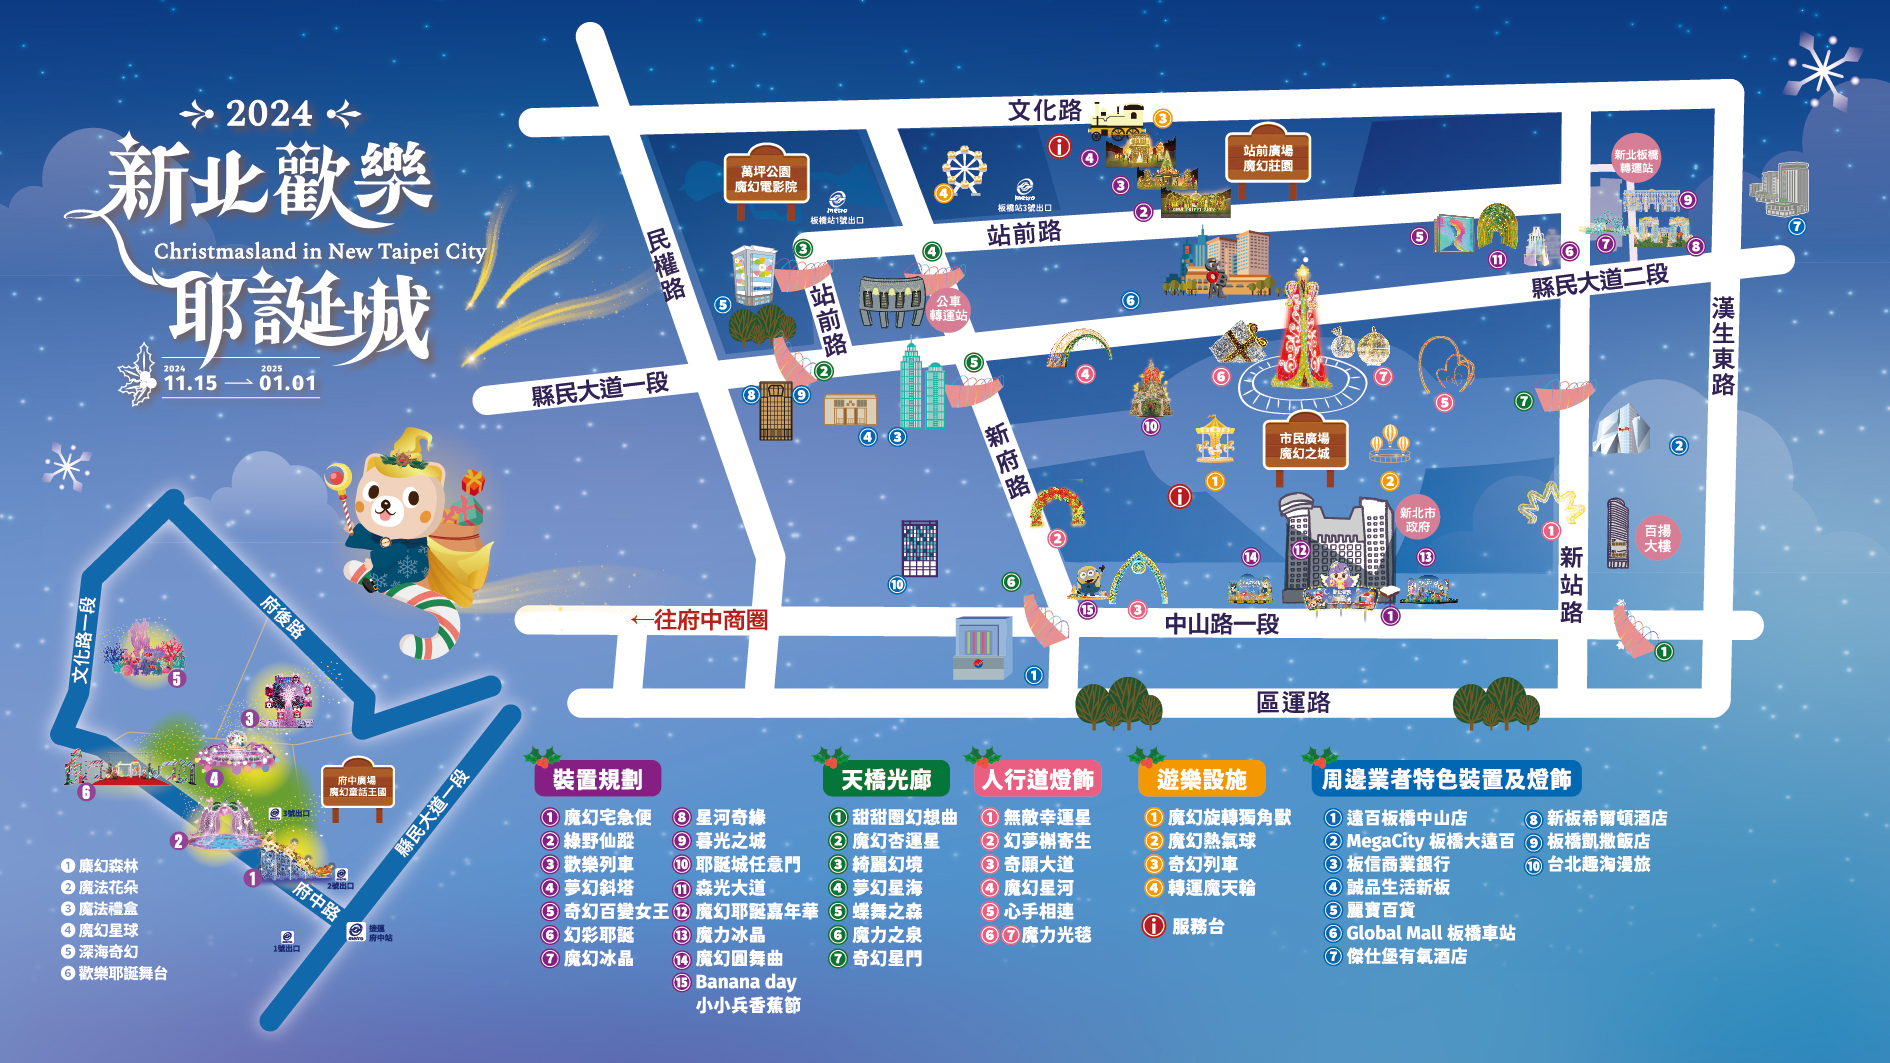 2024
新北歡樂
Christmasland in New Taipei City
耶誕城
2024
11.15
2025
01.01
文化路
民權路
站前路
站前路
縣民大道一段
縣民大道二段
新府路
漢生東路
新站路
中山路一段
區運路
←往府中商圈
萬坪公園
魔幻電影院
metro
板橋站1號出口
metro
板橋站3號出口
站前廣場
魔幻莊園
新北板橋
轉運站
公車
轉運站
市民廣場
魔幻之城
新北市
政府
百揚
大樓
文化路一段
府後路
縣民大道一段
府中路
府中廣場
魔幻童話王國
3號出口
2號出口
1號出口
metro
捷運
府中站
1 魔幻森林
2 魔法花朵
3 魔法禮盒
4 魔幻星球
5 深海奇幻
6 歡樂耶誕舞台
裝置規劃
1 魔幻宅急便
2 綠野仙蹤
3 歡樂列車
4 夢幻斜塔
5 奇幻百變女王
6 幻彩耶誕
7 魔幻冰晶
8 星河奇緣
9 暮光之城
10 耶誕城任意門
11 森光大道
12 魔幻耶誕嘉年華
13 魔力冰晶
14 魔幻圓舞曲
15 Banana day
小小兵香蕉節
天橋光廊
1 甜甜圈幻想曲
2 魔幻杏運星
3 綺麗幻境
4 夢幻星海
5 蝶舞之森
6 魔力之泉
7 奇幻星門
人行道燈飾
1 無敵幸運星
2 幻夢槲寄生
3 奇願大道
4 魔幻星河
5 心手相連
6 7 魔力光毯
遊樂設施
1 魔幻旋轉獨角獸
2 魔幻熱氣球
3 奇幻列車
4 轉運魔天輪
i 服務台
周邊業者特色裝置及燈飾
1 遠百板橋中山店
2 MegaCity 板橋大遠百
3 板信商業銀行
4 誠品生活新板
5 麗寶百貨
6 Global Mall 板橋車站
7 傑仕堡有氧酒店
8 新板希爾頓酒店
9 板橋凱撒飯店
10 台北趣淘漫旅